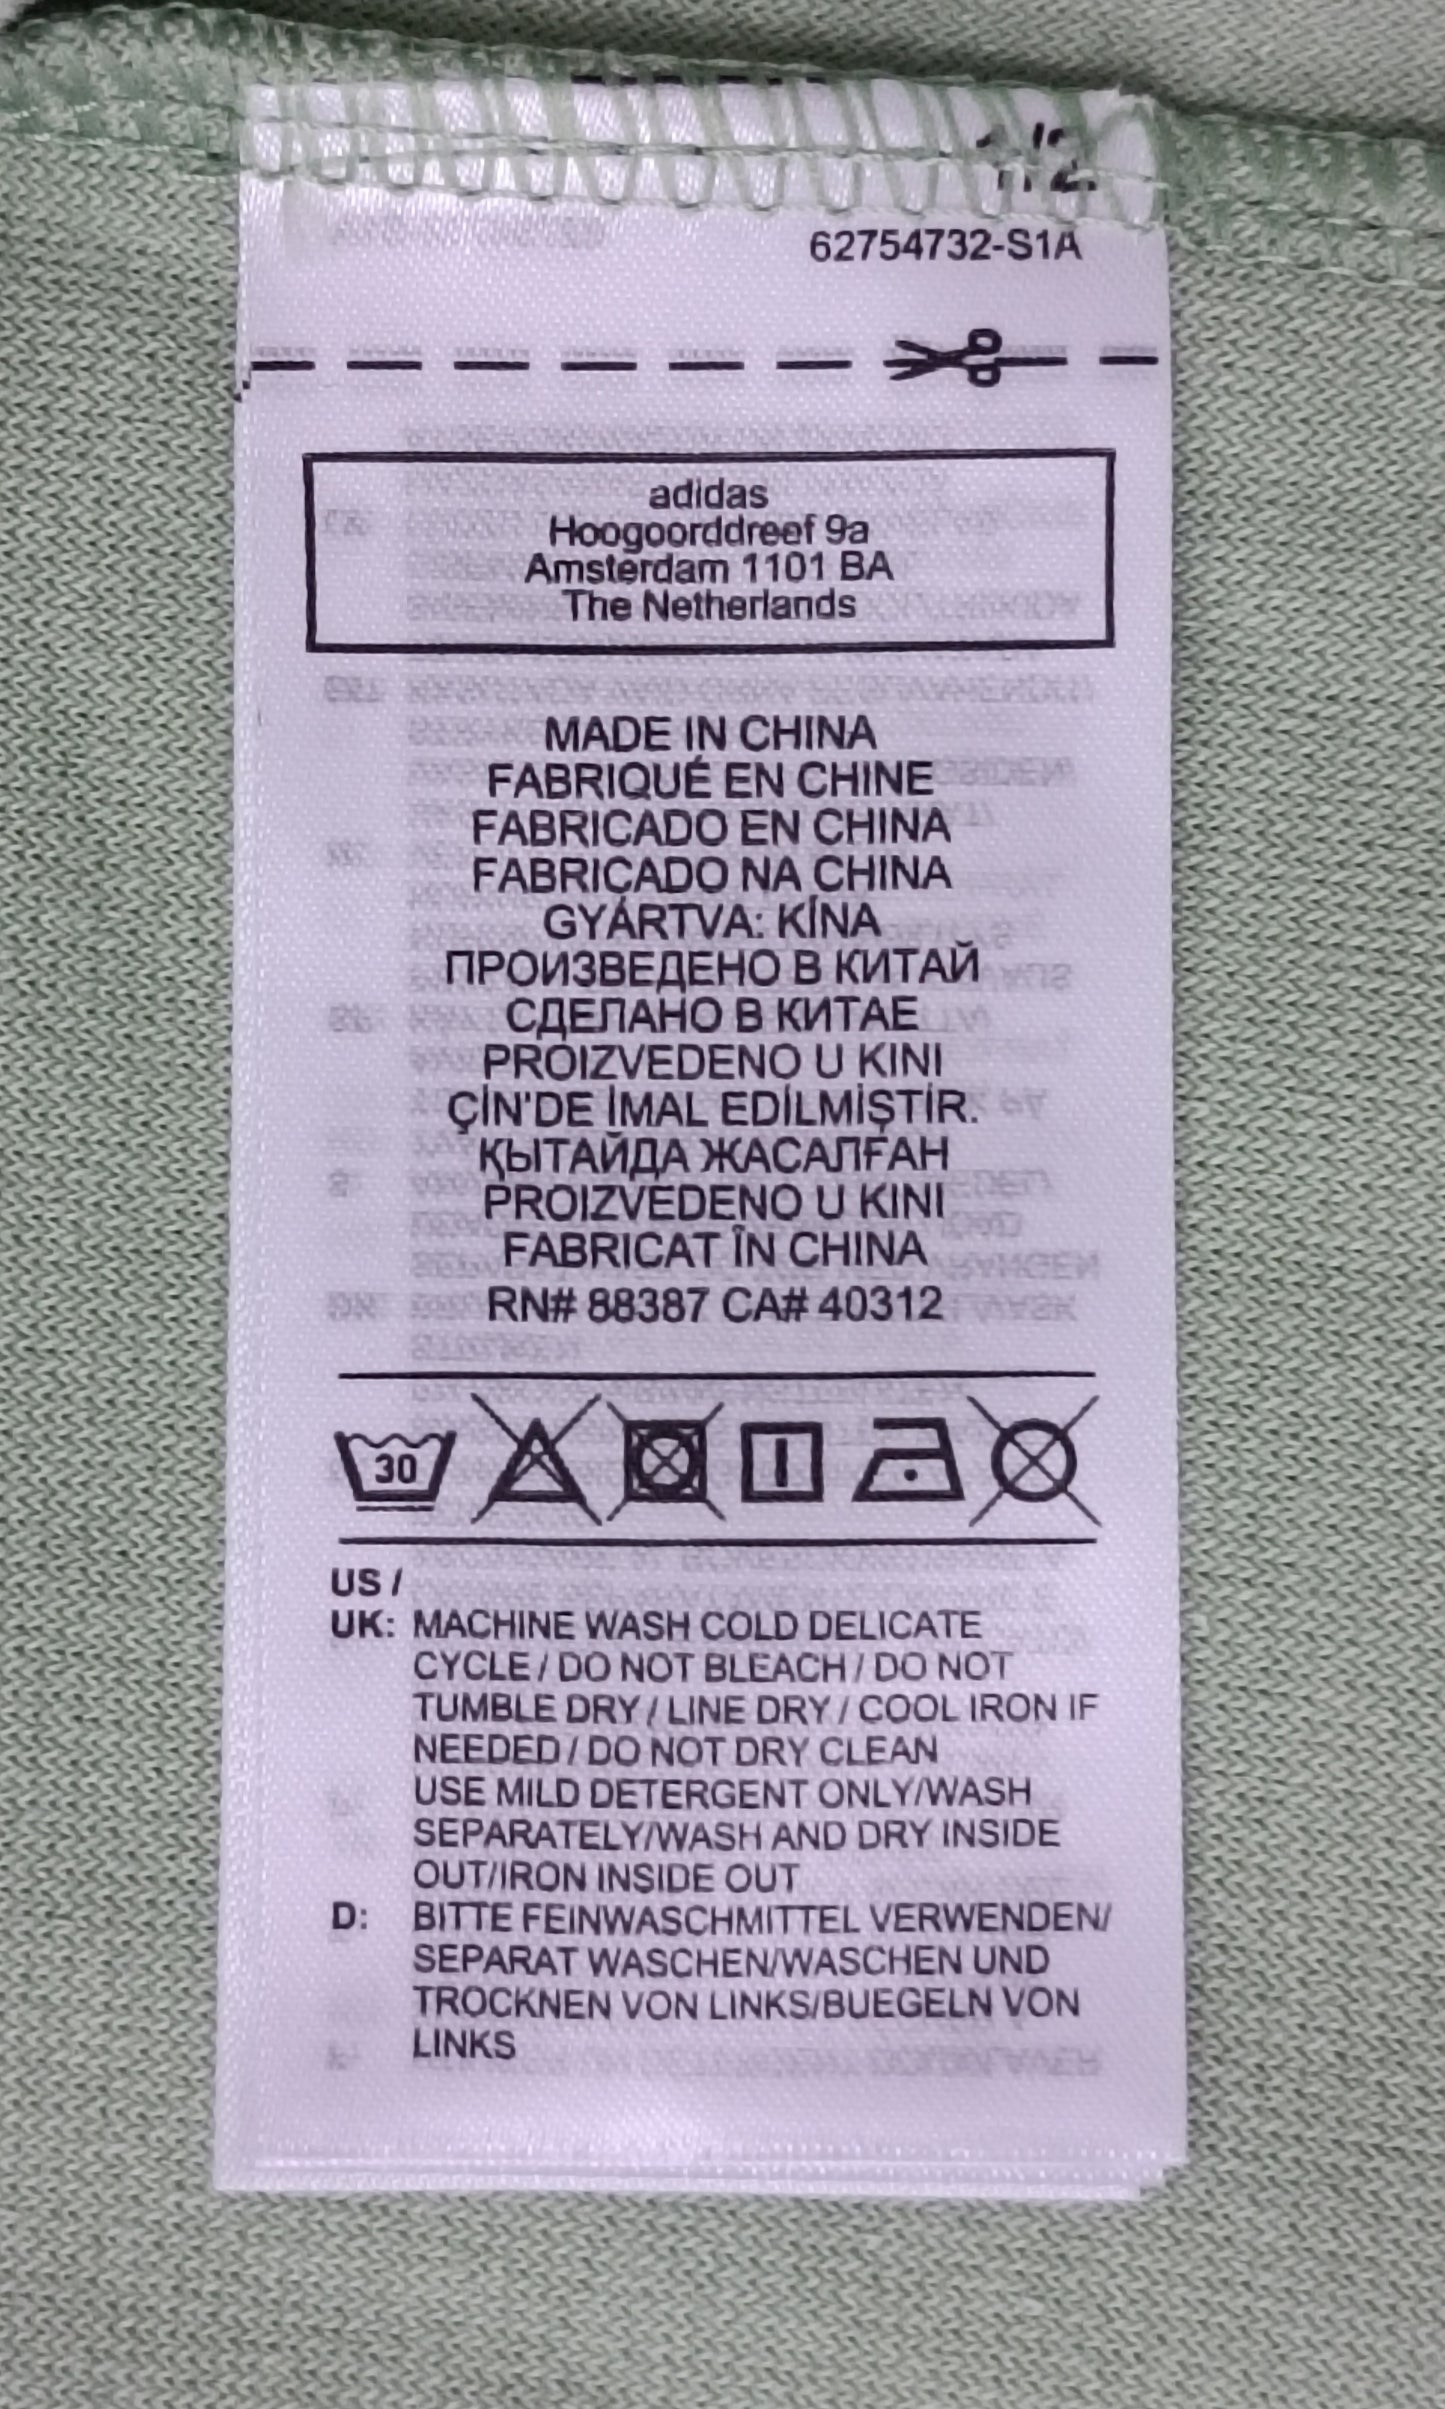 62754732-S1A
adidas
Hoogoorddreef 9a
Amsterdam 1101 BA
The Netherlands
MADE IN CHINA
FABRIQUÉ EN CHINE
FABRICADO EN CHINA
FABRICADO NA CHINA
GYÁRTVA: KÍNA
ПРОИЗВЕДЕНО В КИТАЙ
СДЕЛАНО В КИТАЕ
PROIZVEDENO U KINI
ÇİN'DE İMAL EDİLMİŞTİR.
ҚЫТАЙДА ЖАСАЛҒАН
PROIZVEDENO U KINI
FABRICAT ÎN CHINA
RN# 88387 CA# 40312
30
US /
UK: MACHINE WASH COLD DELICATE
CYCLE / DO NOT BLEACH / DO NOT
TUMBLE DRY / LINE DRY / COOL IRON IF
NEEDED / DO NOT DRY CLEAN
USE MILD DETERGENT ONLY/WASH
SEPARATELY/WASH AND DRY INSIDE
OUT/IRON INSIDE OUT
D: BITTE FEINWASCHMITTEL VERWENDEN/
SEPARAT WASCHEN/WASCHEN UND
TROCKNEN VON LINKS/BUEGELN VON
LINKS